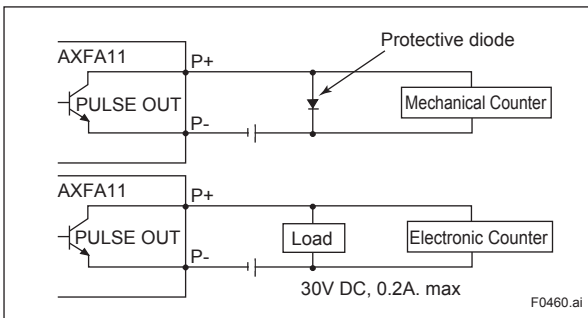 Protective diode
AXFA11
P+
PULSE OUT
Mechanical Counter
P-
AXFA11
P+
PULSE OUT
Load
Electronic Counter
P-
30V DC, 0.2A. max
F0460.ai